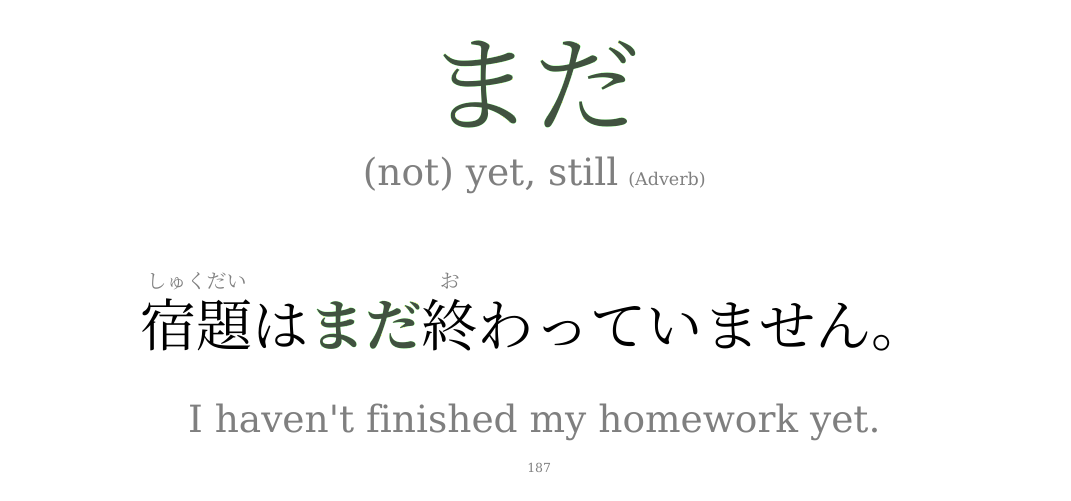 まだ
(not) yet, still (Adverb)
しゅくだい お
宿題はまだ終わっていません。
I haven't finished my homework yet.
187